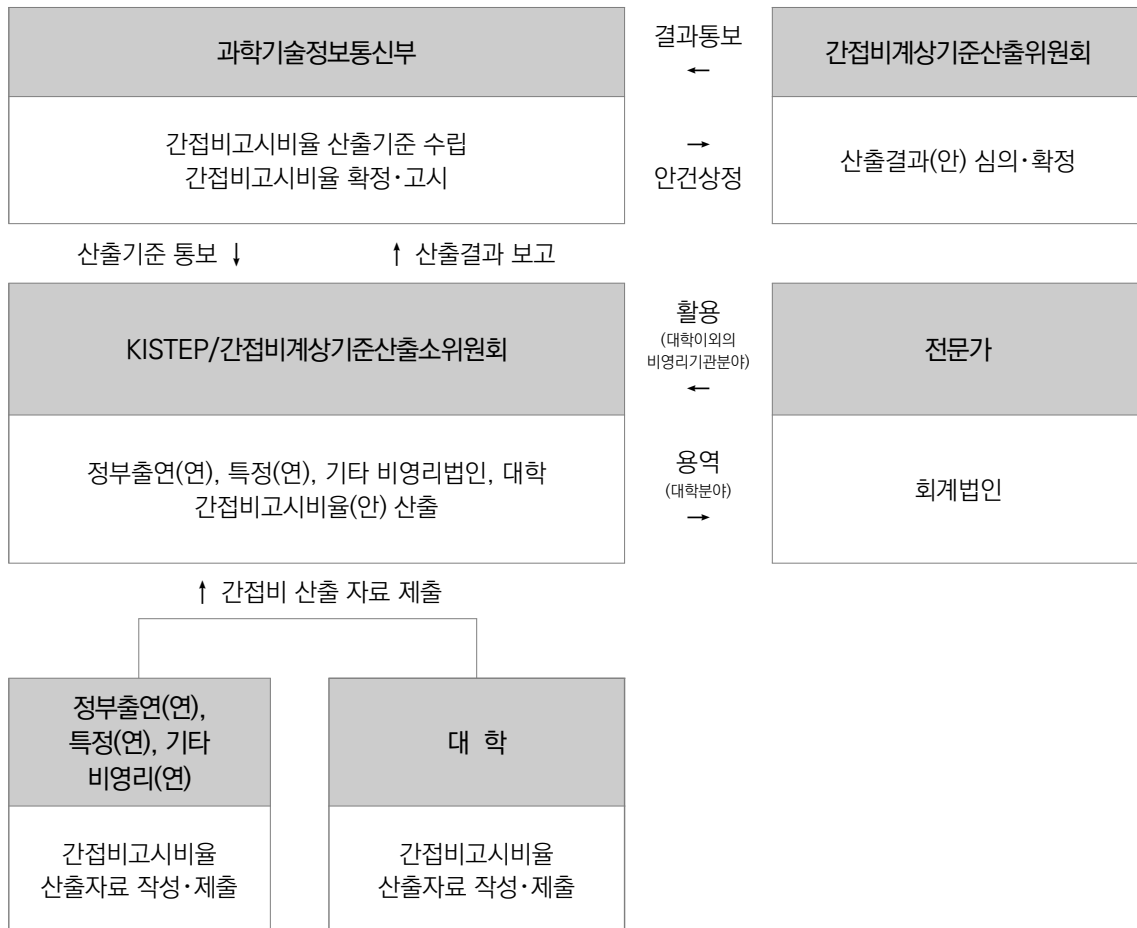 과학기술정보통신부
결과통보
←
간접비계상기준산출위원회
간접비고시비율 산출기준 수립
간접비고시비율 확정·고시
→
안건상정
산출결과(안) 심의·확정
산출기준 통보 ↓
↑ 산출결과 보고
KISTEP/간접비계상기준산출소위원회
활용
(대학이외의
비영리기관분야)
←
전문가
정부출연(연), 특정(연), 기타 비영리법인, 대학
간접비고시비율(안) 산출
용역
(대학분야)
→
회계법인
↑ 간접비 산출 자료 제출
정부출연(연),
특정(연), 기타
비영리(연)
대 학
간접비고시비율
산출자료 작성·제출
간접비고시비율
산출자료 작성·제출